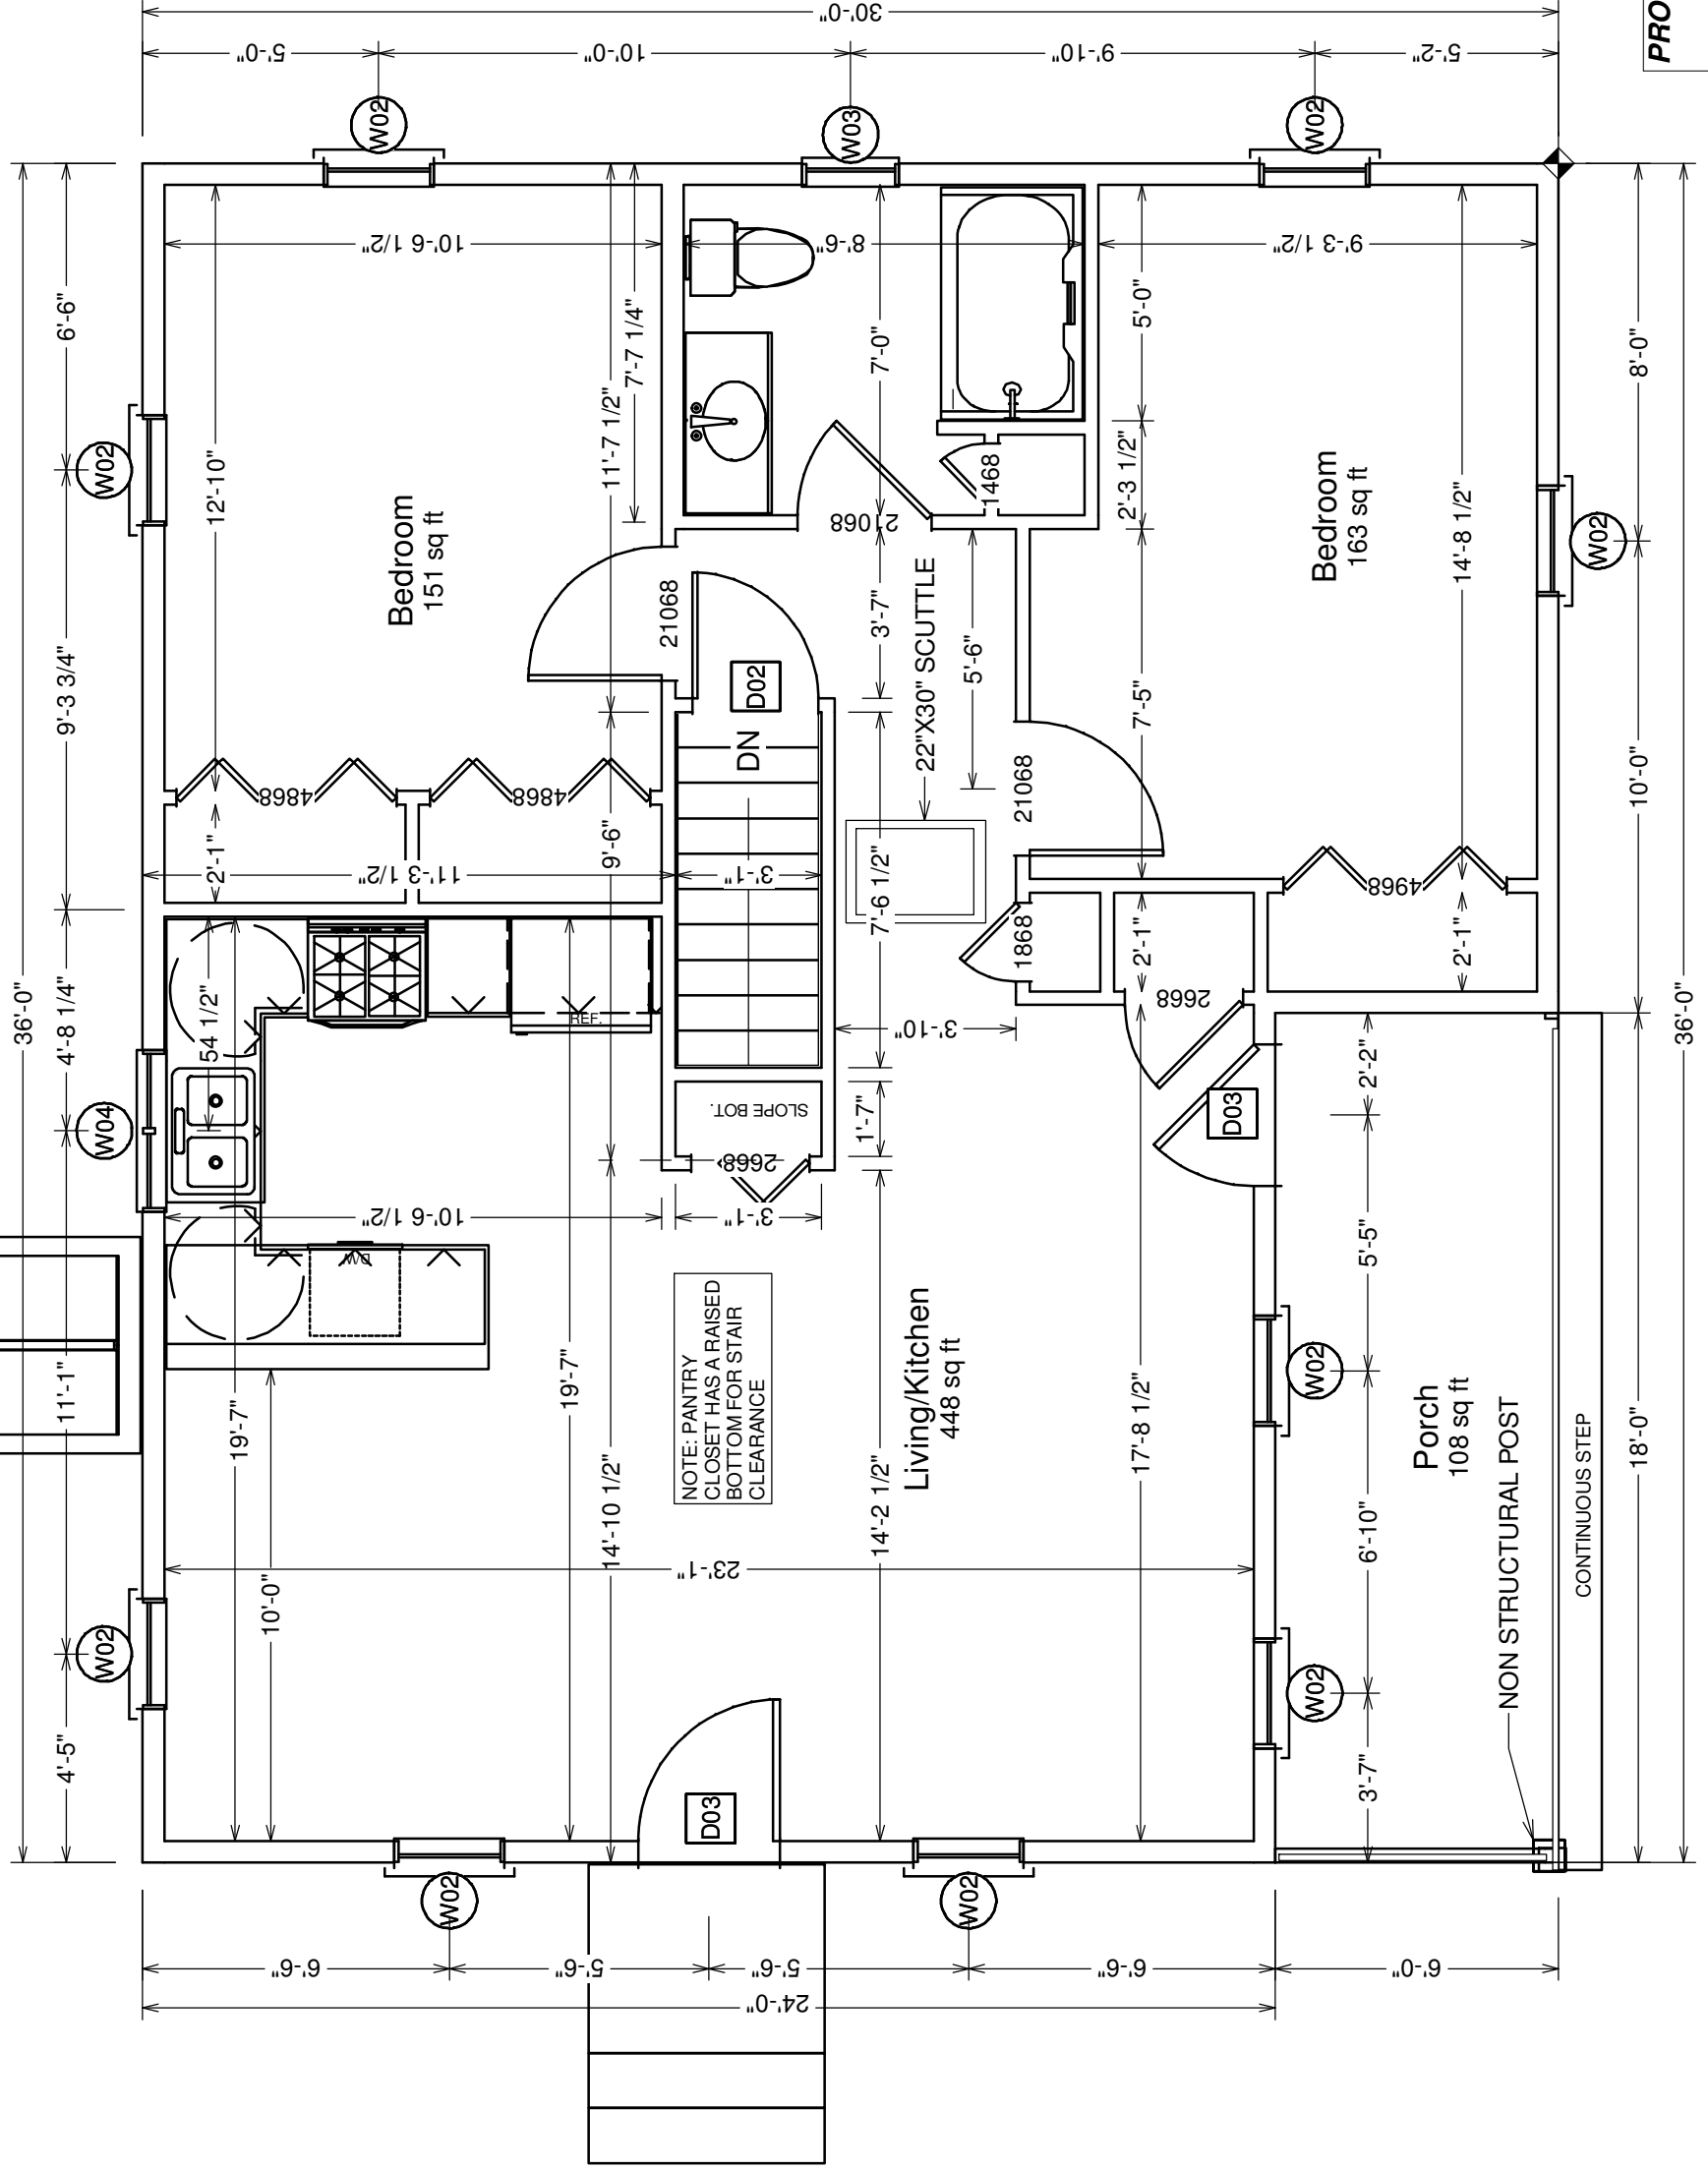 36'-0"
6'-6"
9'-3 3/4"
4'-8 1/4"
11'-1"
4'-5"
30'-0"
5'-0"
10'-0"
9'-10"
5'-2"
PRO
W02
W03
W02
W02
W04
W02
12'-10"
10'-6 1/2"
Bedroom
151 sq ft
11'-7 1/2"
7'-7 1/4"
4868
4868
2'-1"
11'-3 1/2"
9'-6"
21068
8'-6"
7'-0"
21068
1468
5'-0"
2'-3 1/2"
9'-3 1/2"
Bedroom
163 sq ft
14'-8 1/2"
W02
8'-0"
10'-0"
18'-0"
36'-0"
D02
DN
3'-1"
3'-7"
22"X30" SCUTTLE
5'-6"
7'-5"
21068
7'-6 1/2"
1868
4968
2'-1"
2'-1"
2668
3'-10"
54 1/2"
REF.
SLOPE BOT.
2668
1'-7"
10'-6 1/2"
3'-1"
D/W
19'-7"
19'-7"
10'-0"
14'-10 1/2"
NOTE: PANTRY
CLOSET HAS A RAISED
BOTTOM FOR STAIR
CLEARANCE
Living/Kitchen
448 sq ft
14'-2 1/2"
17'-8 1/2"
23'-1"
D03
D03
2'-2"
5'-5"
6'-10"
3'-7"
W02
W02
Porch
108 sq ft
NON STRUCTURAL POST
CONTINUOUS STEP
W02
W02
6'-6"
5'-6"
5'-6"
6'-6"
6'-0"
24'-0"